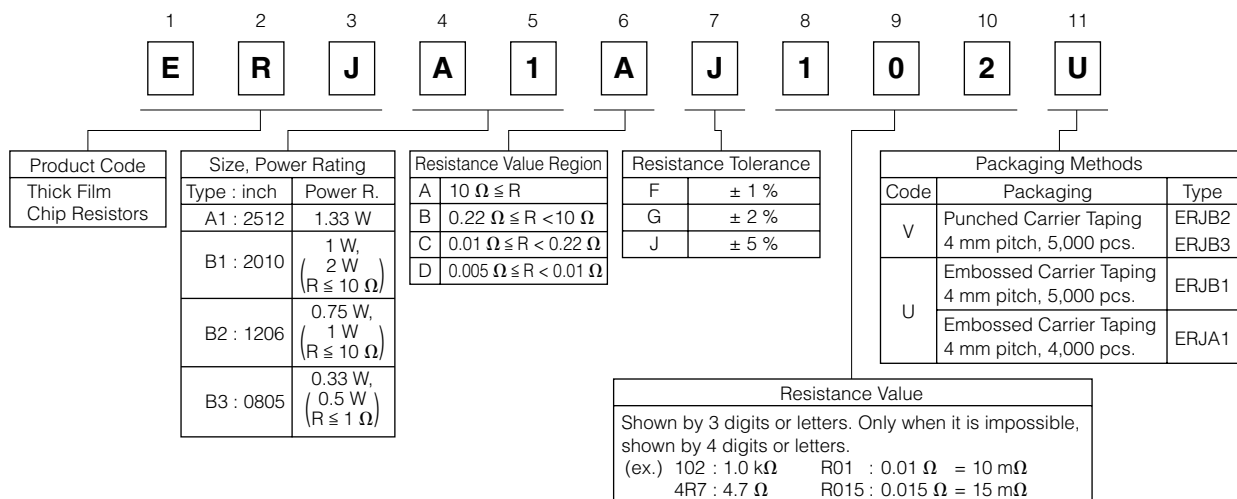 1 2 3 4 5 6 7 8 9 10 11
E R J A 1 A J 1 0 2 U
Product Code
Thick Film
Chip Resistors
Size, Power Rating
Type : inch Power R.
A1 : 2512 1.33 W
B1 : 2010 1 W,
2 W
(R ≦ 10 Ω)
B2 : 1206 0.75 W,
1 W
(R ≦ 10 Ω)
B3 : 0805 0.33 W,
0.5 W
(R ≦ 1 Ω)
Resistance Value Region
A 10 Ω ≦ R
B 0.22 Ω ≦ R < 10 Ω
C 0.01 Ω ≦ R < 0.22 Ω
D 0.005 Ω ≦ R < 0.01 Ω
Resistance Tolerance
F ± 1 %
G ± 2 %
J ± 5 %
Packaging Methods
Code Packaging Type
V Punched Carrier Taping
4 mm pitch, 5,000 pcs.
ERJB2
ERJB3
U Embossed Carrier Taping
4 mm pitch, 5,000 pcs.
ERJB1
Embossed Carrier Taping
4 mm pitch, 4,000 pcs.
ERJA1
Resistance Value
Shown by 3 digits or letters. Only when it is impossible,
shown by 4 digits or letters.
(ex.) 102 : 1.0 kΩ R01 : 0.01 Ω = 10 mΩ
4R7 : 4.7 Ω R015 : 0.015 Ω = 15 mΩ